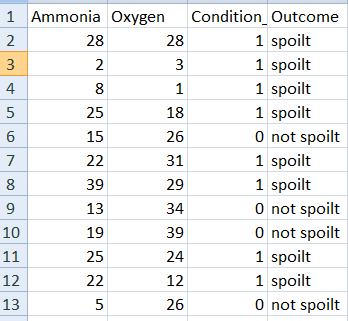 1 Ammonia Oxygen Condition_ Outcome
2 28 28 1 spoilt
3 2 3 1 spoilt
4 8 1 1 spoilt
5 25 18 1 spoilt
6 15 26 0 not spoilt
7 22 31 1 spoilt
8 39 29 1 spoilt
9 13 34 0 not spoilt
10 19 39 0 not spoilt
11 25 24 1 spoilt
12 22 12 1 spoilt
13 5 26 0 not spoilt